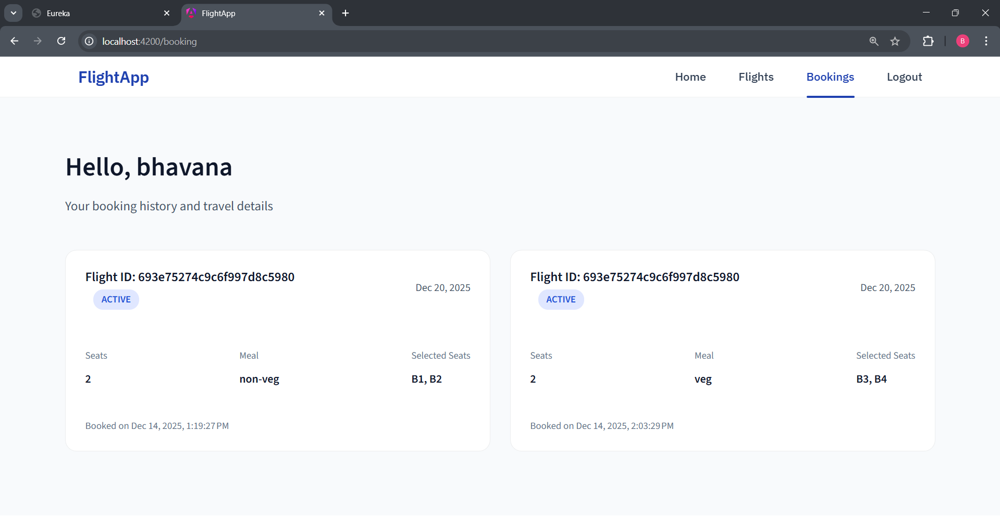 Eureka
FlightApp
localhost:4200/booking
B
FlightApp
Home
Flights
Bookings
Logout
Hello, bhavana
Your booking history and travel details
Flight ID: 693e75274c9c6f997d8c5980
ACTIVE
Dec 20, 2025
Seats
Meal
Selected Seats
2
non-veg
B1, B2
Booked on Dec 14, 2025, 1:19:27 PM
Flight ID: 693e75274c9c6f997d8c5980
ACTIVE
Dec 20, 2025
Seats
Meal
Selected Seats
2
veg
B3, B4
Booked on Dec 14, 2025, 2:03:29 PM